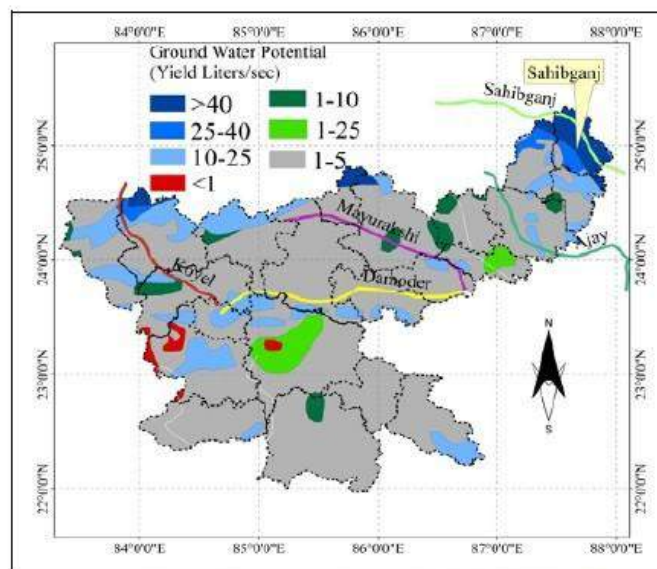 84°0'0"E 85°0'0"E 86°0'0"E 87°0'0"E 88°0'0"E
Ground Water Potential
(Yield Liters/sec)
>40 1-10
25-40 1-25
10-25 1-5
<1
Sahibganj
Sahibganj
Mayurakshi
Koyel
Damoder
Ajay
25°0'0"N 25°0'0"N
24°0'0"N 24°0'0"N
23°0'0"N 23°0'0"N
22°0'0"N 22°0'0"N
N
S
84°0'0"E 85°0'0"E 86°0'0"E 87°0'0"E 88°0'0"E